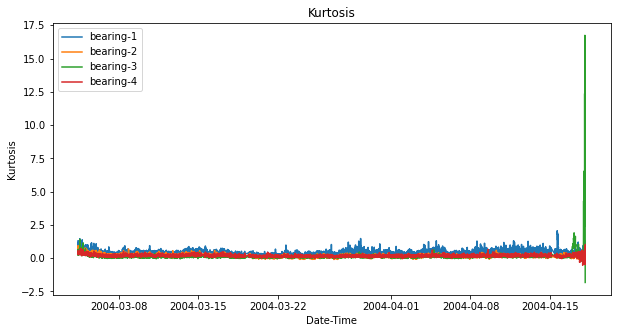 Kurtosis
17.5
15.0
12.5
10.0
7.5
5.0
2.5
0.0
−2.5
Kurtosis
bearing-1
bearing-2
bearing-3
bearing-4
2004-03-08 2004-03-15 2004-03-22 2004-04-01 2004-04-08 2004-04-15
Date-Time